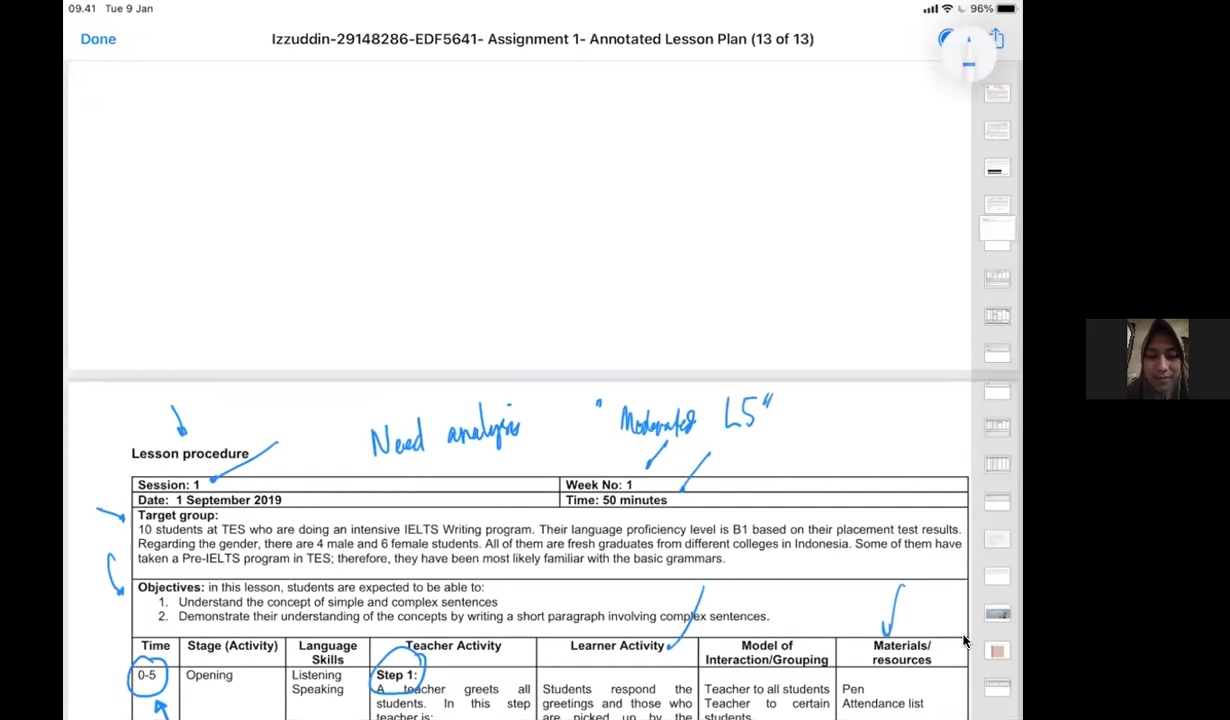 09.41 Tue 9 Jan 96%
Done Izzuddin-29148286-EDF5641- Assignment 1- Annotated Lesson Plan (13 of 13)
Need analysis "Moderated L5"
Lesson procedure
Session: 1 Week No: 1
Date: 1 September 2019 Time: 50 minutes
Target group:
10 students at TES who are doing an intensive IELTS Writing program. Their language proficiency level is B1 based on their placement test results.
Regarding the gender, there are 4 male and 6 female students. All of them are fresh graduates from different colleges in Indonesia. Some of them have
taken a Pre-IELTS program in TES; therefore, they have been most likely familiar with the basic grammars.
Objectives: in this lesson, students are expected to be able to:
1. Understand the concept of simple and complex sentences
2. Demonstrate their understanding of the concepts by writing a short paragraph involving complex sentences.
Time Stage (Activity) Language Teacher Activity Learner Activity Model of Materials/
Skills Interaction/Grouping resources
0-5 Opening Listening Step 1:
Speaking A teacher greets all Students respond the Teacher to all students Pen
students. In this step greetings and those who Teacher to certain Attendance list
teacher is: are picked up by the students